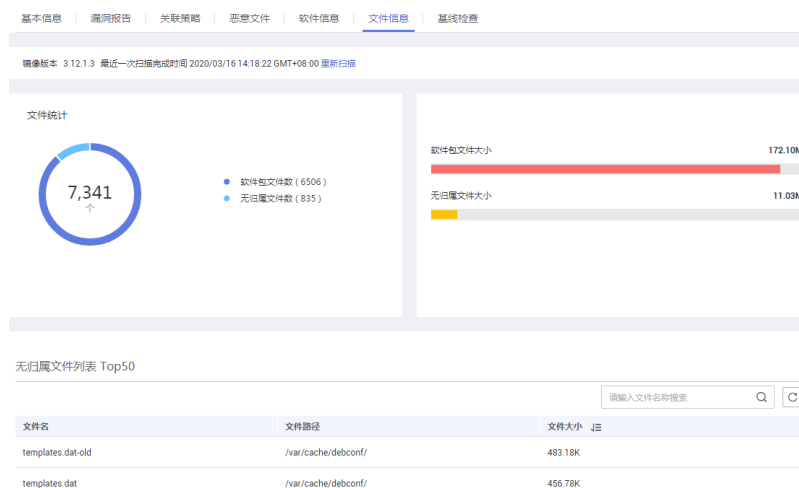 基本信息 漏洞报告 关联策略 恶意文件 软件信息 文件信息 基线检查
镜像版本 3.12.1.3 最近一次扫描完成时间 2020/03/16 14:18:22 GMT+08:00 重新扫描
文件统计
7,341
个
软件包文件数 ( 6506 )
无归属文件数 ( 835 )
软件包文件大小 172.10M
无归属文件大小 11.03M
无归属文件列表 Top50
请输入文件名称搜索
文件名 文件路径 文件大小
templates.dat-old /var/cache/debconf/ 483.18K
templates.dat /var/cache/debconf/ 456.78K